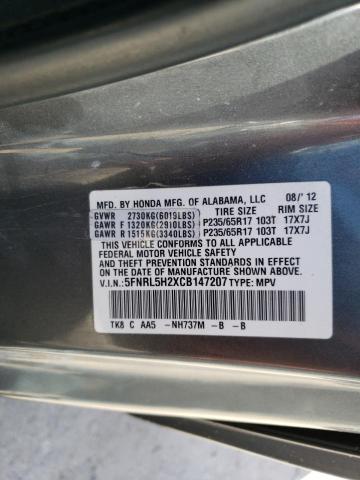 MFD. BY HONDA MFG. OF ALABAMA, LLC 08/'12
GVWR 2730KG(6019LBS) TIRE SIZE RIM SIZE
GAWR F 1320KG(2910LBS) P235/65R17 103T 17X7J
GAWR R 1515KG(3340LBS) P235/65R17 103T 17X7J
THIS VEHICLE CONFORMS TO ALL APPLICABLE
FEDERAL MOTOR VEHICLE SAFETY
AND THEFT PREVENTION STANDARDS IN EFFECT
ON THE DATE OF MANUFACTURE SHOWN ABOVE.
V.I.N: 5FNRL5H2XCB147207 TYPE: MPV
TK8 C AA5 -NH737M -B -B